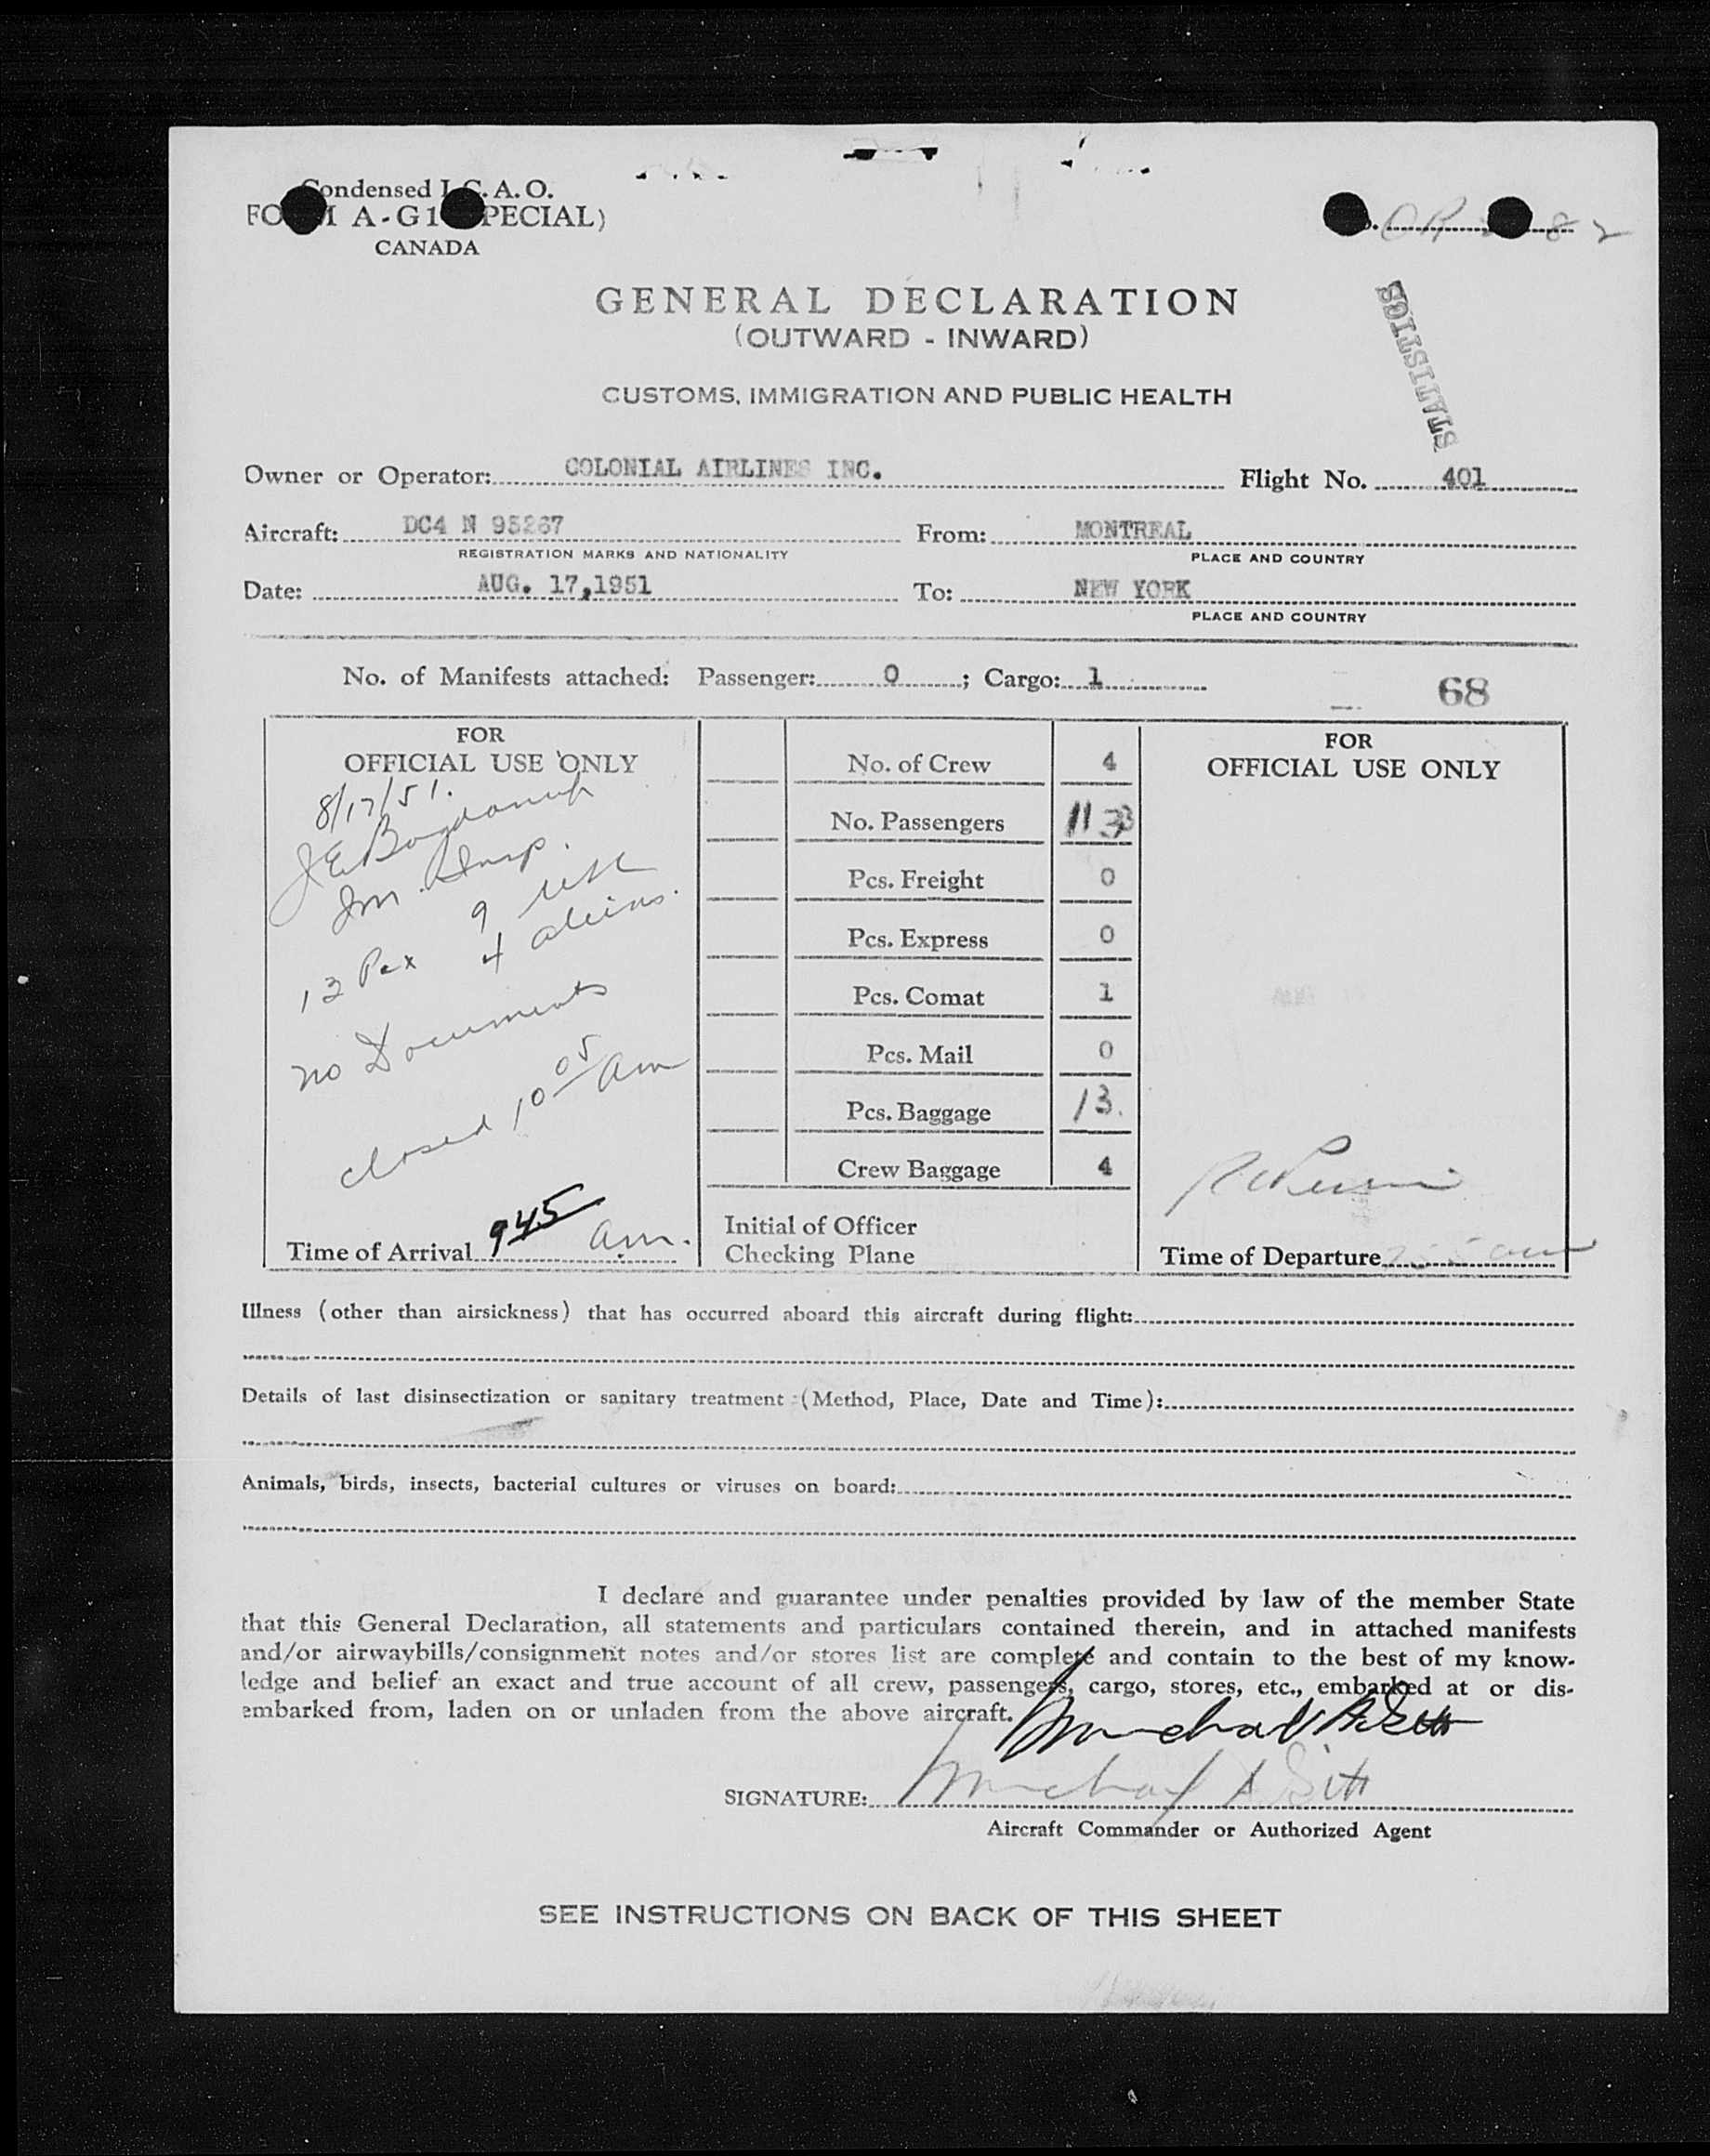 Condensed I.C.A.O.
FORM A-G1 (SPECIAL)
CANADA
GENERAL DECLARATION
(OUTWARD - INWARD)
STATISTICS
CUSTOMS, IMMIGRATION AND PUBLIC HEALTH
Owner or Operator: COLONIAL AIRLINES INC. Flight No. 401
Aircraft: DC4 N 95267 From: MONTREAL
REGISTRATION MARKS AND NATIONALITY PLACE AND COUNTRY
Date: AUG. 17,1951 To: NEW YORK
PLACE AND COUNTRY
No. of Manifests attached: Passenger: 0 ; Cargo: 1
68
FOR
OFFICIAL USE ONLY
8/17/51.
Im. Insp.
13 Pax 9
4 aliens.
no Documents
closed 10 05 am
Time of Arrival 945 am.
No. of Crew 4
No. Passengers
Pcs. Freight 0
Pcs. Express 0
Pcs. Comat 1
Pcs. Mail 0
Pcs. Baggage 13.
Crew Baggage 4
Initial of Officer
Checking Plane
FOR
OFFICIAL USE ONLY
Time of Departure am
Illness (other than airsickness) that has occurred aboard this aircraft during flight:
Details of last disinsectization or sanitary treatment (Method, Place, Date and Time):
Animals, birds, insects, bacterial cultures or viruses on board:
I declare and guarantee under penalties provided by law of the member State
that this General Declaration, all statements and particulars contained therein, and in attached manifests
and/or airwaybills/consignment notes and/or stores list are complete and contain to the best of my know-
ledge and belief an exact and true account of all crew, passengers, cargo, stores, etc., embarked at or dis-
embarked from, laden on or unladen from the above aircraft.
SIGNATURE:
Aircraft Commander or Authorized Agent
SEE INSTRUCTIONS ON BACK OF THIS SHEET